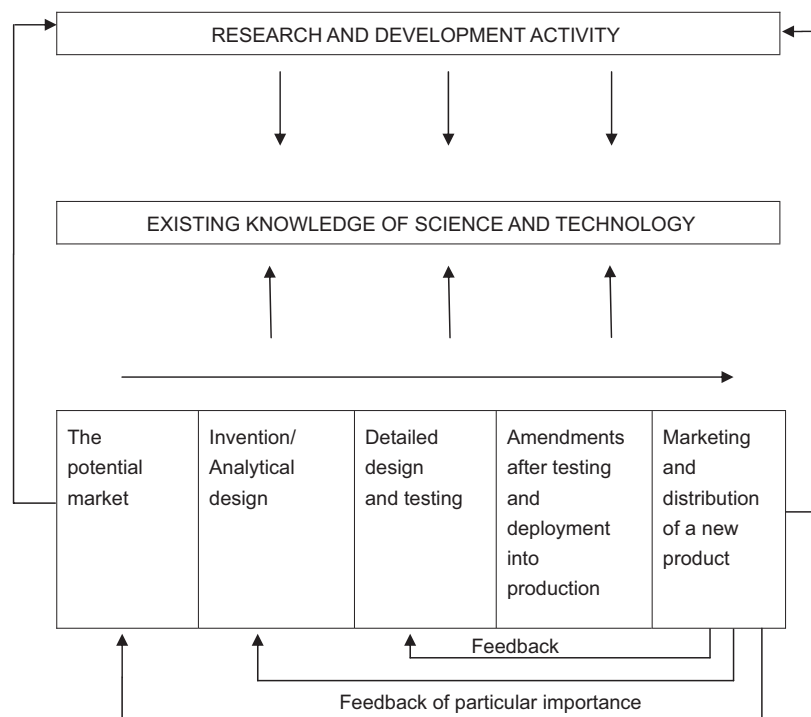 RESEARCH AND DEVELOPMENT ACTIVITY
EXISTING KNOWLEDGE OF SCIENCE AND TECHNOLOGY
The
potential
market
Invention/
Analytical
design
Detailed
design
and testing
Amendments
after testing
and
deployment
into
production
Marketing
and
distribution
of a new
product
Feedback
Feedback of particular importance